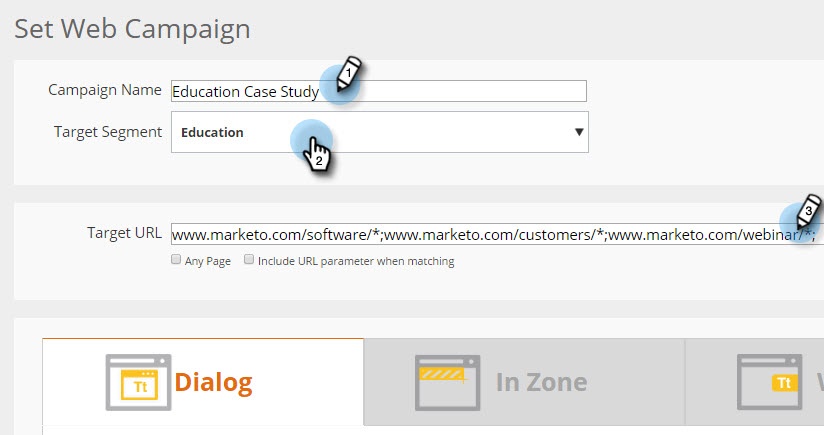 Set Web Campaign
Campaign Name Education Case Study 1
Target Segment Education
2
3
Target URL www.marketo.com/software/*;www.marketo.com/customers/*;www.marketo.com/webinar/*;
Any Page Include URL parameter when matching
Tt Dialog In Zone Tt W